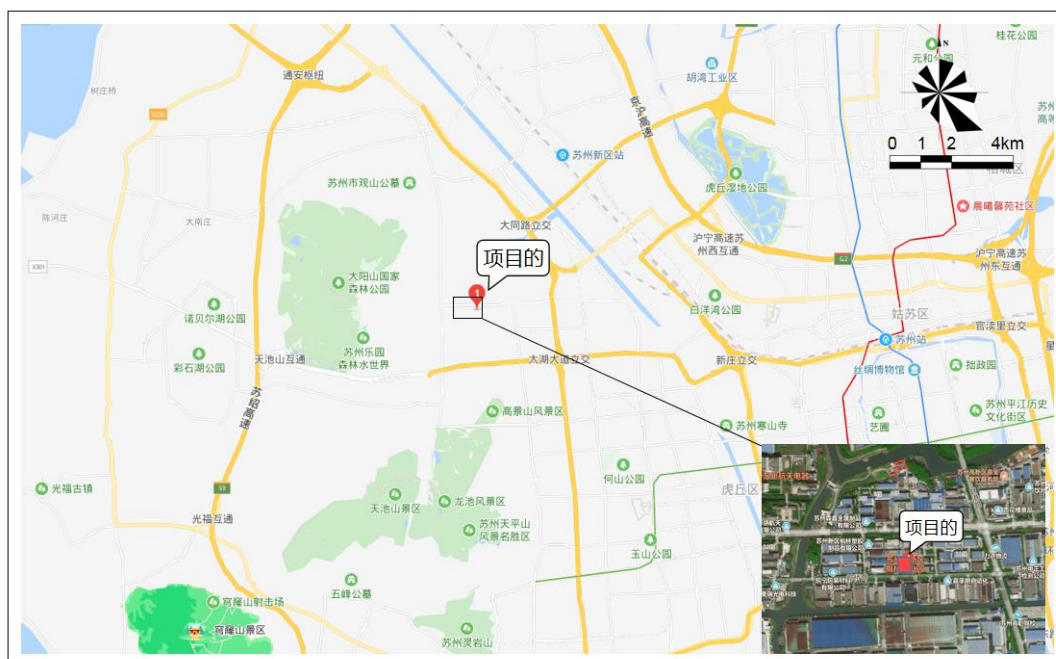 桂花公园
元和公园
N
通安枢纽
胡湾工业区
树庄桥
S230
京沪高速
0 1 2 4km
苏州新区站
虎丘湿地公园
苏州市观山公墓
晨曦馨苑社区
陈河庄
大南庄
大同路立交
沪宁高速苏
州西互通
沪宁高速苏
州东互通
G2
项目的
X301
大阳山国家
森林公园
1
诺贝尔湖公园
白洋湾公园
姑苏区
官渎里立交
苏州乐园
森林水世界
苏州站
彩石湖公园
天池山互通
太湖大道立交
新庄立交
丝绸博物馆
拙政园
苏绍高速
高景山风景区
苏州平江历史
文化街区
艺圃
苏州寒山寺
何山公园
虎丘区
光福古镇
S9
天池山景区
龙池风景区
光福互通
苏州天平山
风景名胜区
玉山公园
项目的
五峰公墓
穹窿山射击场
穹窿山景区
苏州灵岩山